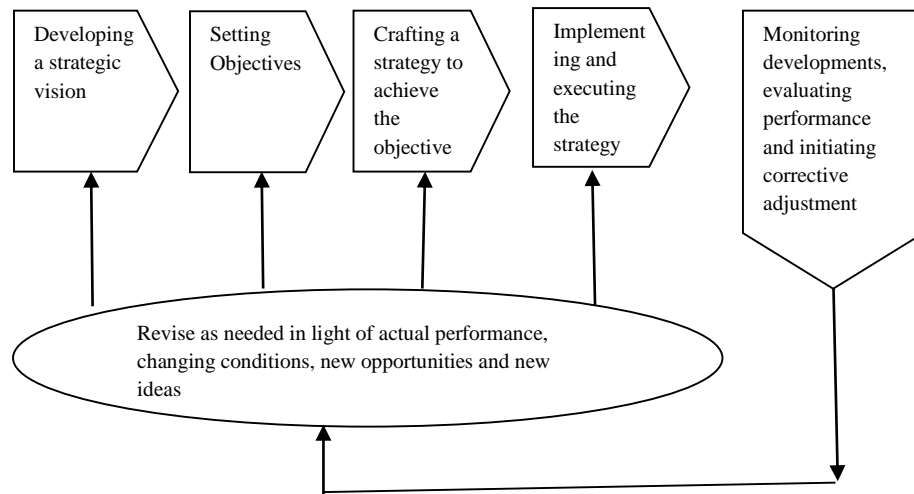 Developing
a strategic
vision
Setting
Objectives
Crafting a
strategy to
achieve
the
objective
Implement
ing and
executing
the
strategy
Monitoring
developments,
evaluating
performance
and initiating
corrective
adjustment
Revise as needed in light of actual performance,
changing conditions, new opportunities and new
ideas